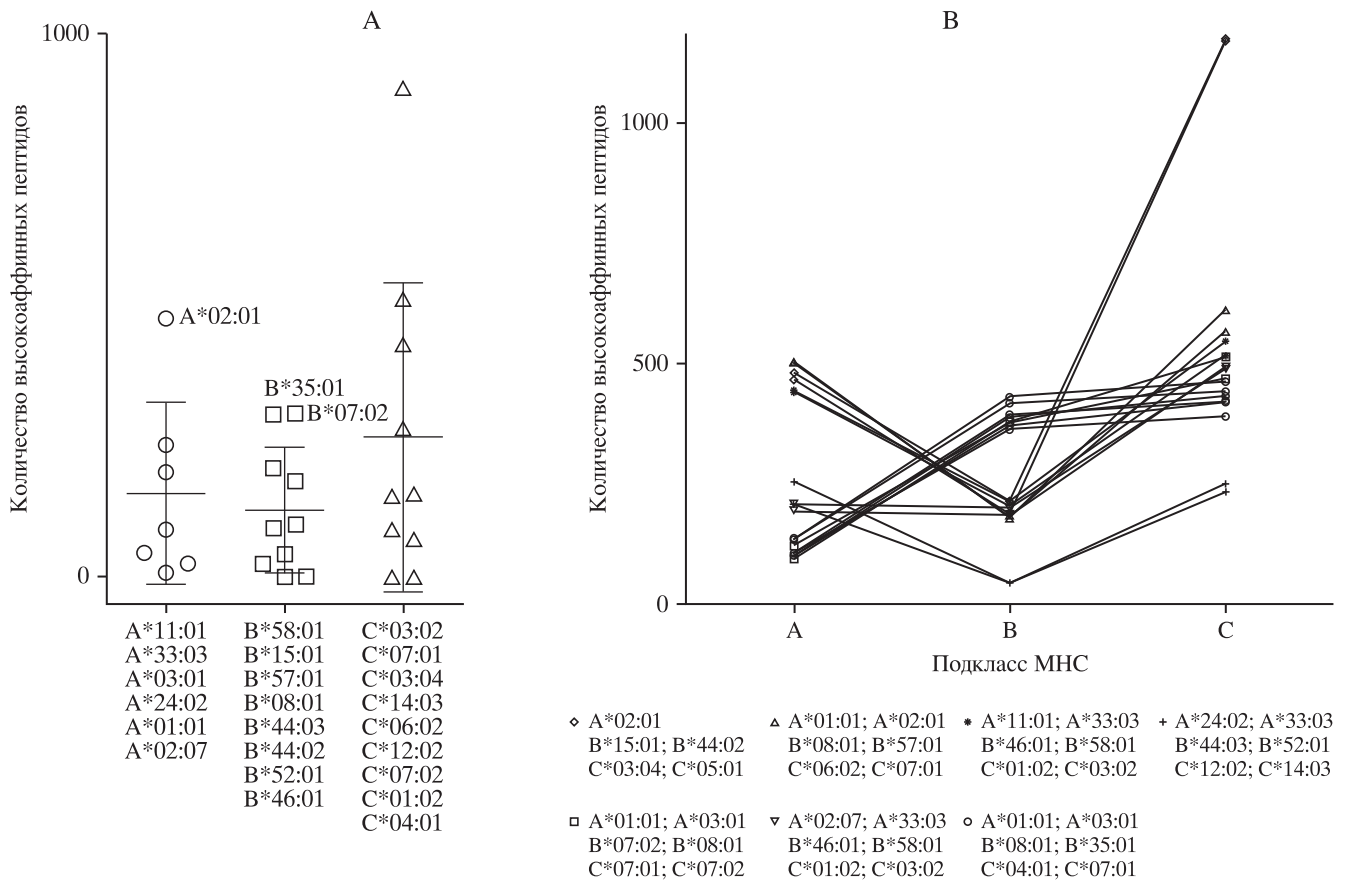 A
B
1000
0
Количество высокоаффинных пептидов
A*02:01
B*35:01
B*07:02
A*11:01 B*58:01 C*03:02
A*33:03 B*15:01 C*07:01
A*03:01 B*57:01 C*03:04
A*24:02 B*08:01 C*14:03
A*01:01 B*44:03 C*06:02
A*02:07 B*44:02 C*12:02
B*52:01 C*07:02
B*46:01 C*01:02
C*04:01
Количество высокоаффинных пептидов
1000
500
0
A B C
Подкласс МНС
A*02:01 A*01:01; A*02:01 A*11:01; A*33:03 A*24:02; A*33:03
B*15:01; B*44:02 B*08:01; B*57:01 B*46:01; B*58:01 B*44:03; B*52:01
C*03:04; C*05:01 C*06:02; C*07:01 C*01:02; C*03:02 C*12:02; C*14:03
A*01:01; A*03:01 A*02:07; A*33:03 A*01:01; A*03:01
B*07:02; B*08:01 B*46:01; B*58:01 B*08:01; B*35:01
C*07:01; C*07:02 C*01:02; C*03:02 C*04:01; C*07:01